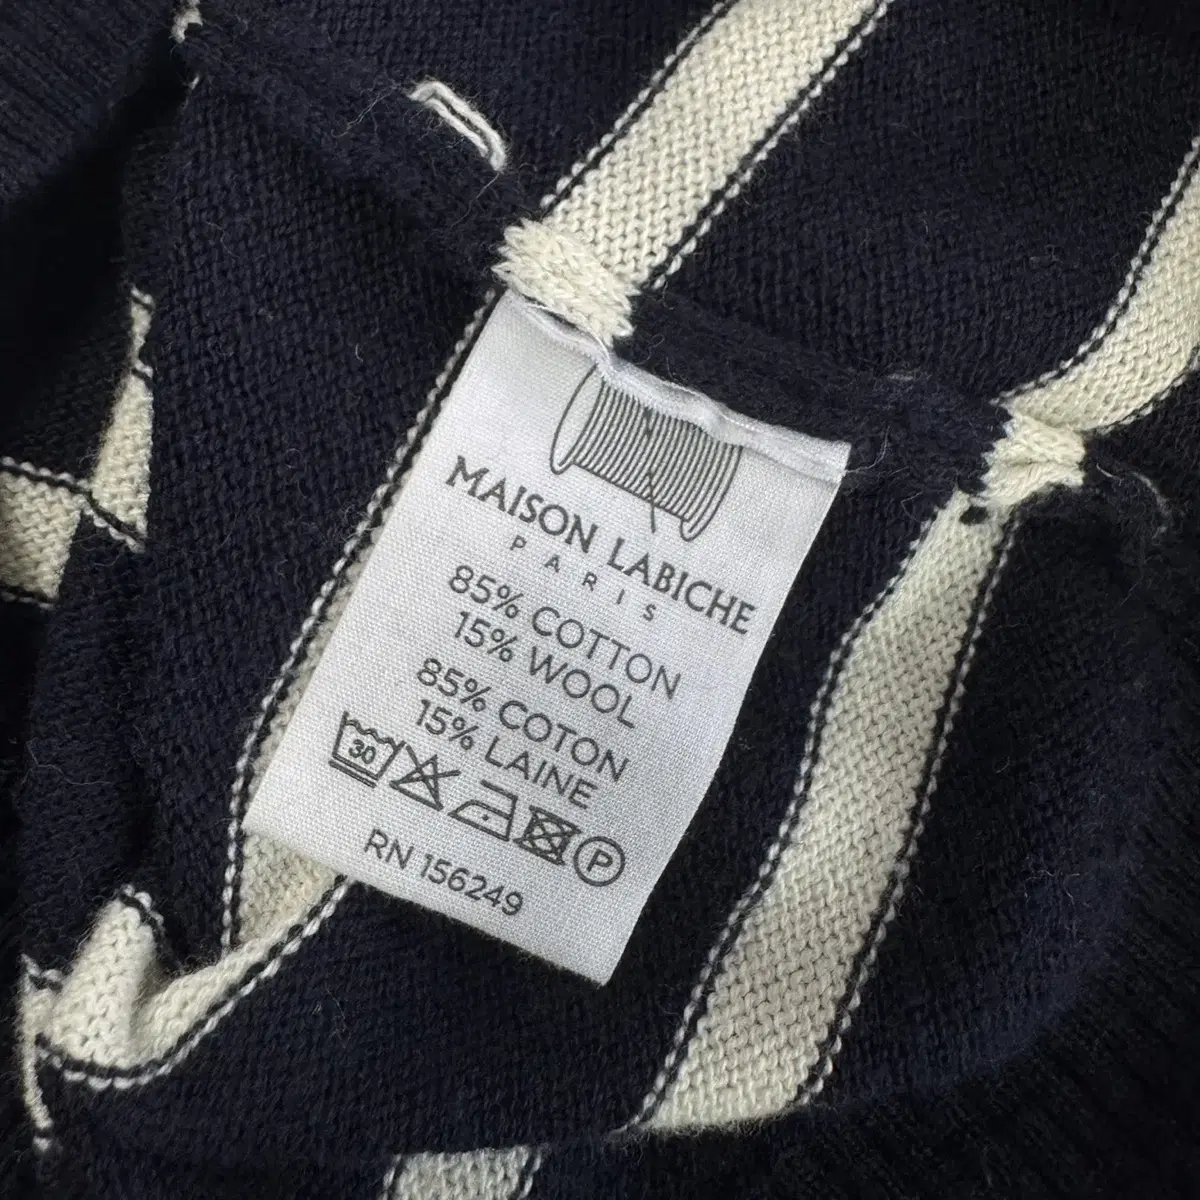 MAISON LABICHE
PARIS
85% COTTON
15% WOOL
85% COTON
15% LAINE
30
P
RN 156249